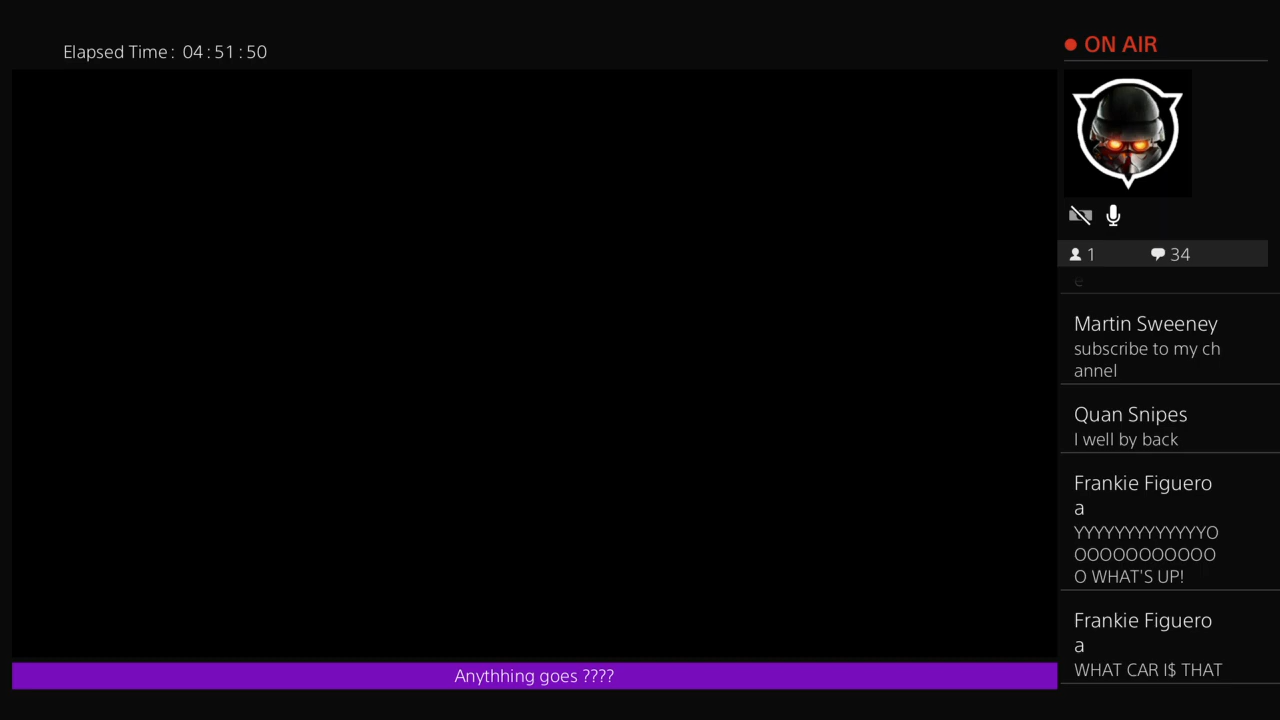 Elapsed Time: 04:51:50
ON AIR
1 34
e
Martin Sweeney
subscribe to my ch
annel
Quan Snipes
I well by back
Frankie Figuero
a
YYYYYYYYYYYYYO
OOOOOOOOOOO
O WHAT'S UP!
Frankie Figuero
a
WHAT CAR I$ THAT
Anythhing goes ????